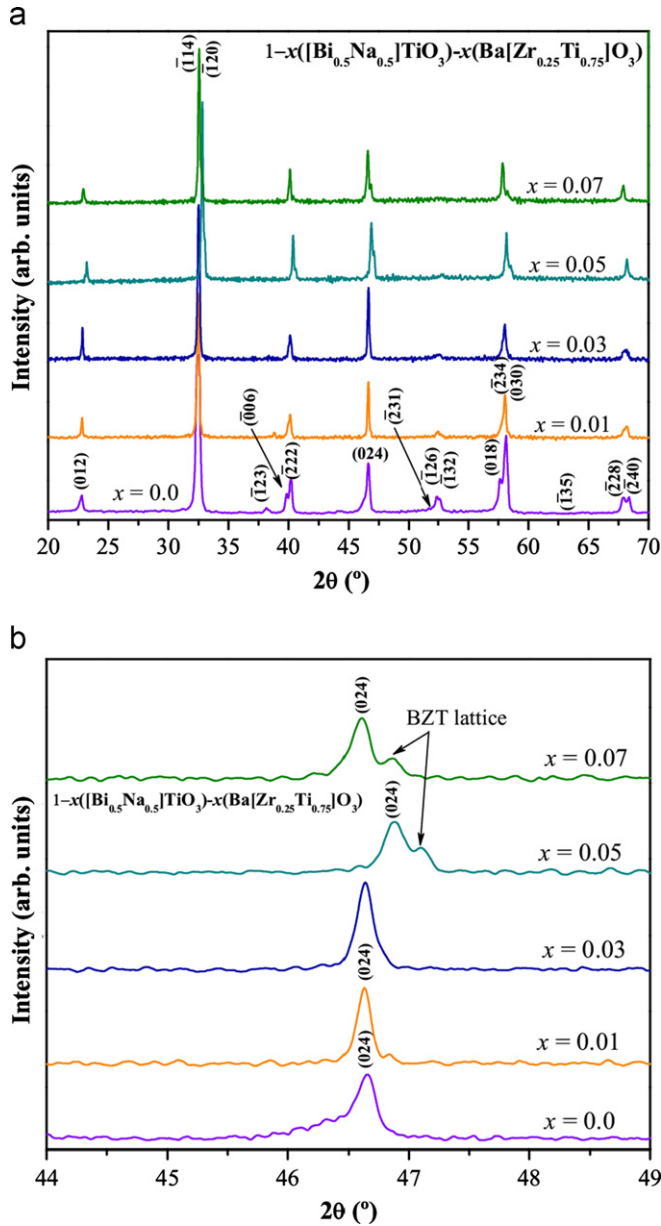 a
1–x([Bi0.5Na0.5]TiO3)-x(Ba[Zr0.25Ti0.75]O3)
(1̄14)
(1̄20)
x = 0.07
x = 0.05
x = 0.03
x = 0.01
x = 0.0
(012)
(1̄23)
(0̄06)
(2̄22)
(024)
(2̄31)
(1̄26)
(1̄32)
(018)
(2̄34)
(030)
(1̄35)
(2̄28)
(2̄40)
Intensity (arb. units)
20 25 30 35 40 45 50 55 60 65 70
2θ (º)
b
(024)
BZT lattice
x = 0.07
1–x([Bi0.5Na0.5]TiO3)-x(Ba[Zr0.25Ti0.75]O3)
(024)
x = 0.05
x = 0.03
(024)
x = 0.01
(024)
x = 0.0
Intensity (arb. units)
44 45 46 47 48 49
2θ (º)